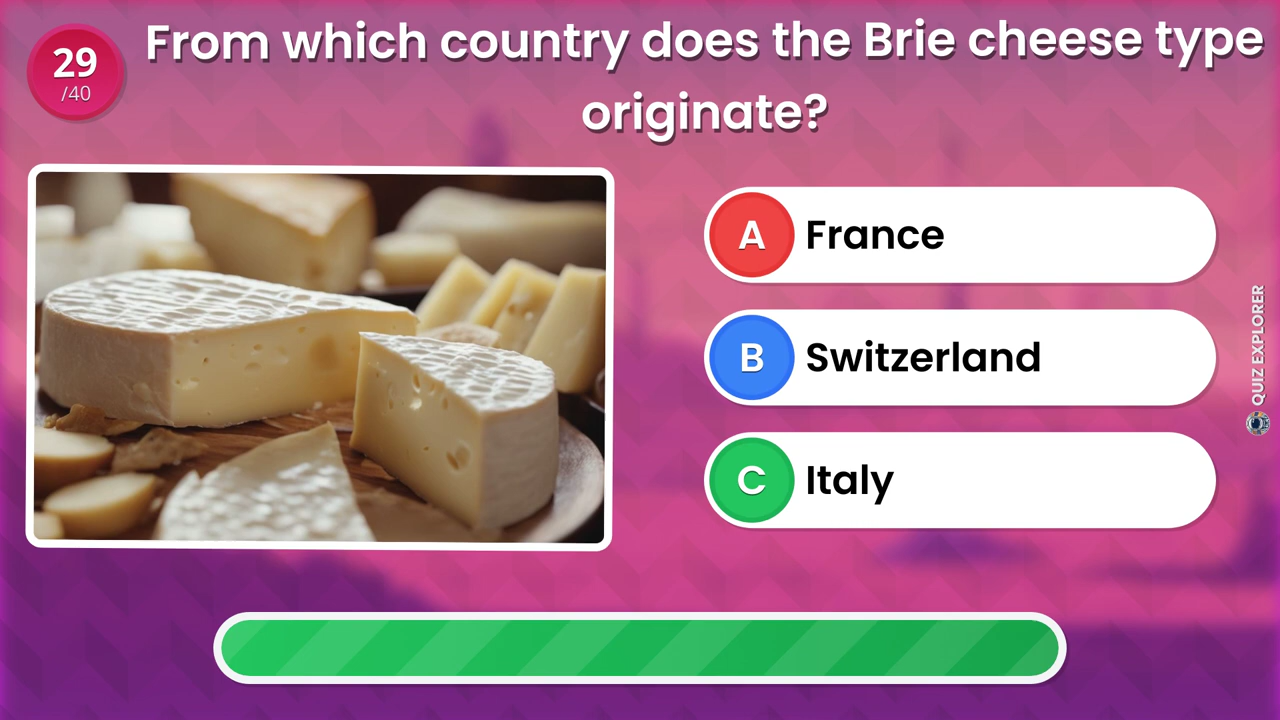 29
/40
From which country does the Brie cheese type
originate?
A France
B Switzerland
C Italy
QUIZ EXPLORER